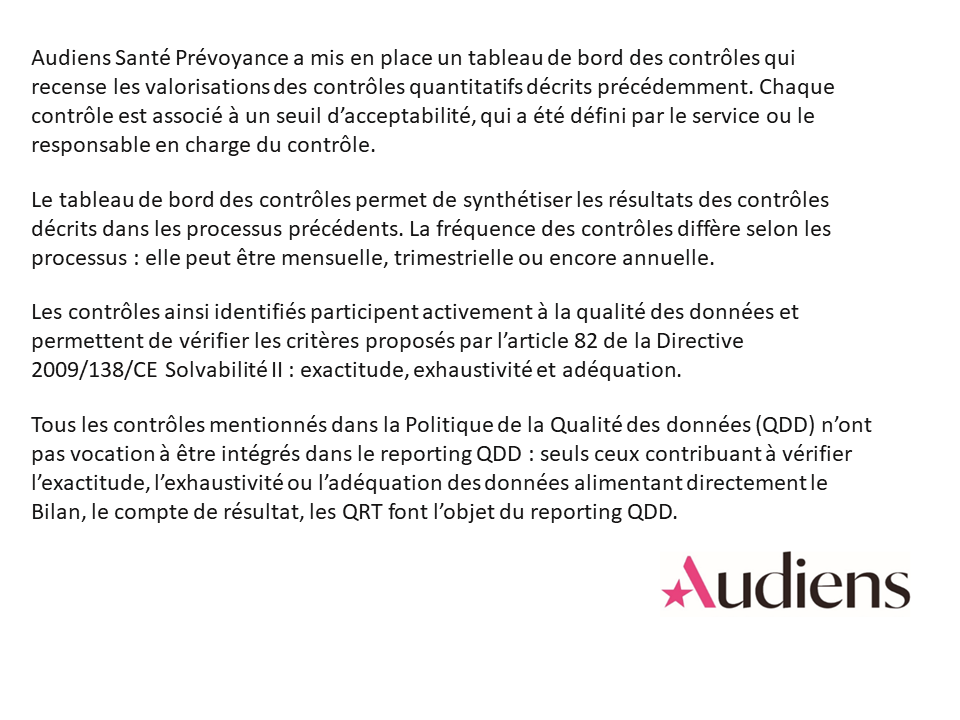 Audiens Santé Prévoyance a mis en place un tableau de bord des contrôles qui
recense les valorisations des contrôles quantitatifs décrits précédemment. Chaque
contrôle est associé à un seuil d’acceptabilité, qui a été défini par le service ou le
responsable en charge du contrôle.
Le tableau de bord des contrôles permet de synthétiser les résultats des contrôles
décrits dans les processus précédents. La fréquence des contrôles diffère selon les
processus : elle peut être mensuelle, trimestrielle ou encore annuelle.
Les contrôles ainsi identifiés participent activement à la qualité des données et
permettent de vérifier les critères proposés par l’article 82 de la Directive
2009/138/CE Solvabilité II : exactitude, exhaustivité et adéquation.
Tous les contrôles mentionnés dans la Politique de la Qualité des données (QDD) n’ont
pas vocation à être intégrés dans le reporting QDD : seuls ceux contribuant à vérifier
l’exactitude, l’exhaustivité ou l’adéquation des données alimentant directement le
Bilan, le compte de résultat, les QRT font l’objet du reporting QDD.
Audiens